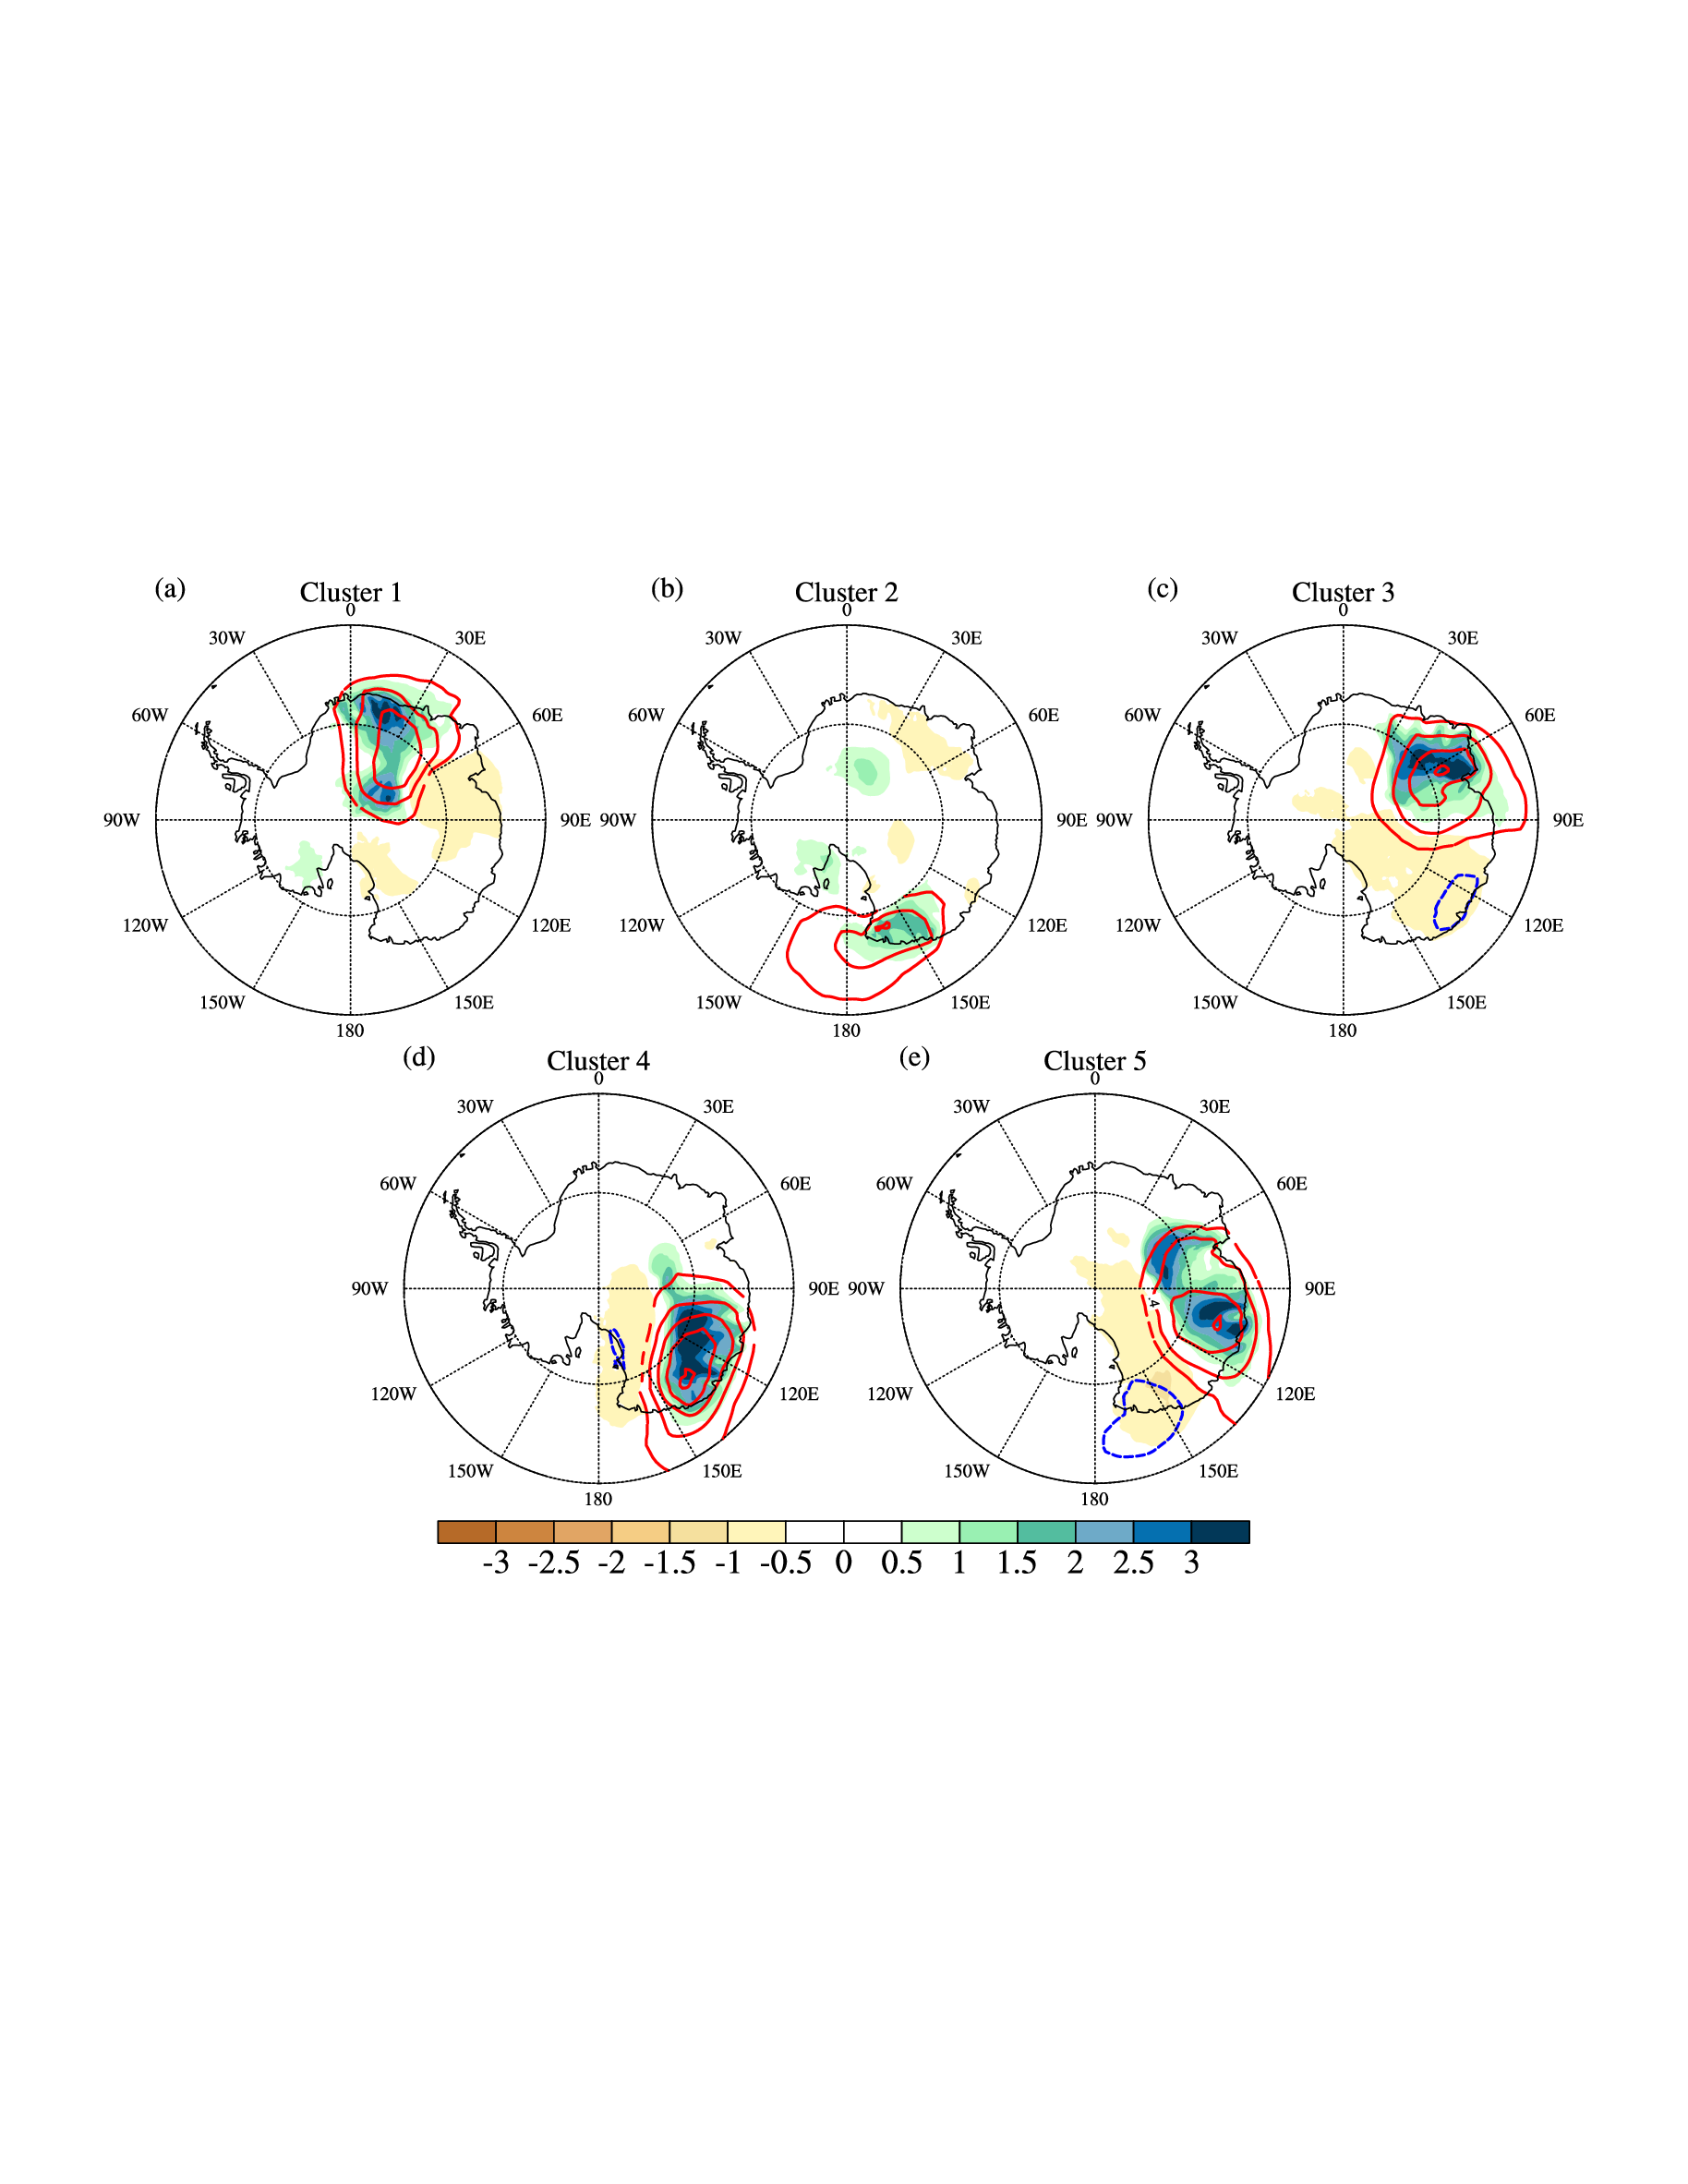 (a) Cluster 1 (b) Cluster 2 (c) Cluster 3
0 0 0
30W 30E 30W 30E 30W 30E
60W 60E 60W 60E 60W 60E
90W 90E 90W 90E 90W 90E
120W 120E 120W 120E 120W 120E
150W 150E 150W 150E 150W 150E
180 180 180
(d) Cluster 4 (e) Cluster 5
0 0
30W 30E 30W 30E
60W 60E 60W 60E
90W 90E 90W 90E
.4
120W 120E 120W 120E
150W 150E 150W 150E
180 180
-3 -2.5 -2 -1.5 -1 -0.5 0 0.5 1 1.5 2 2.5 3